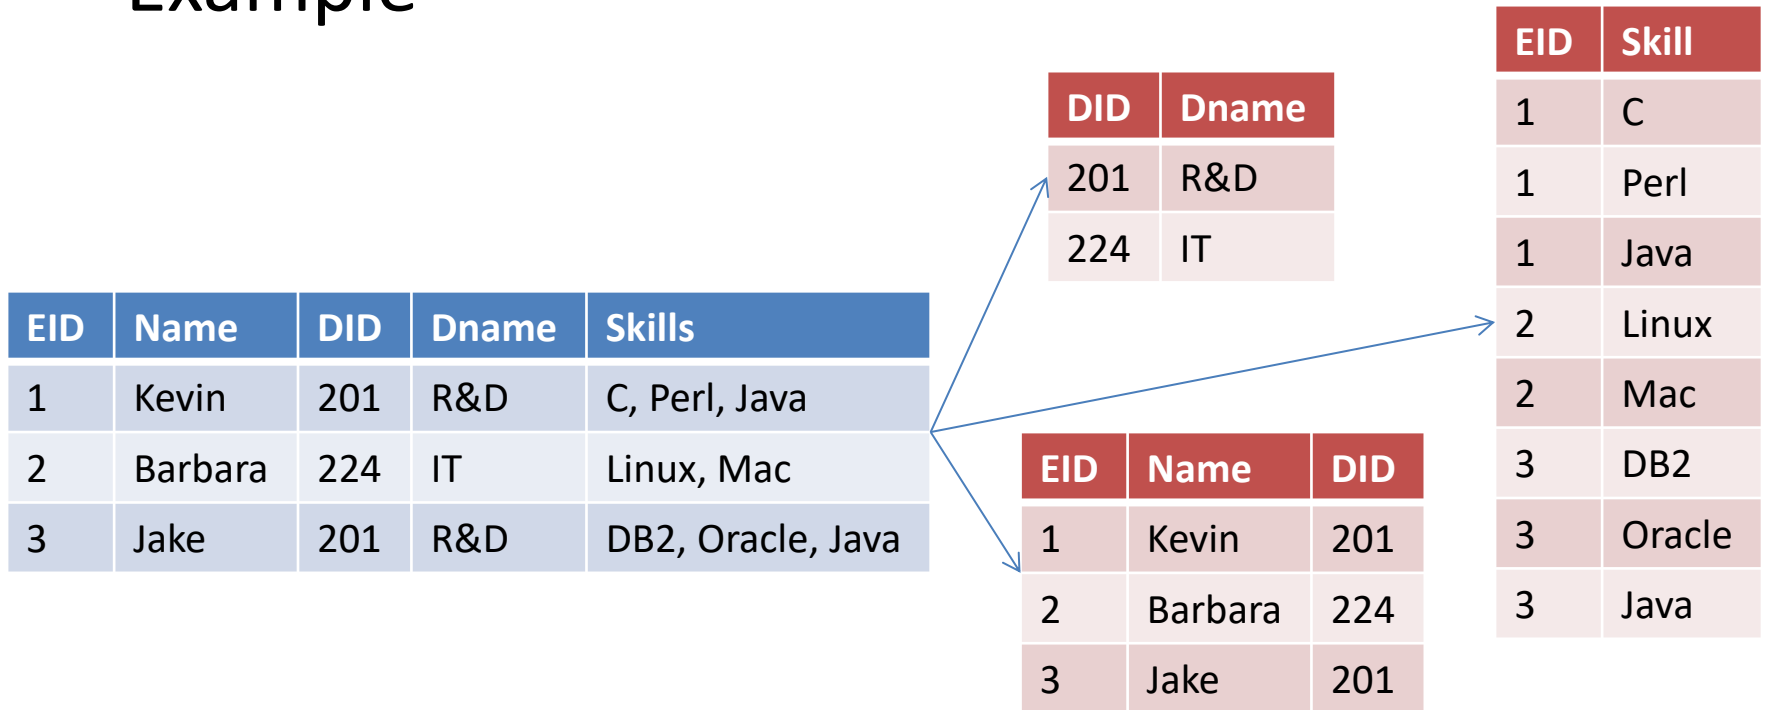 Example
EID Name DID Dname Skills
1 Kevin 201 R&D C, Perl, Java
2 Barbara 224 IT Linux, Mac
3 Jake 201 R&D DB2, Oracle, Java
DID Dname
201 R&D
224 IT
EID Name DID
1 Kevin 201
2 Barbara 224
3 Jake 201
EID Skill
1 C
1 Perl
1 Java
2 Linux
2 Mac
3 DB2
3 Oracle
3 Java